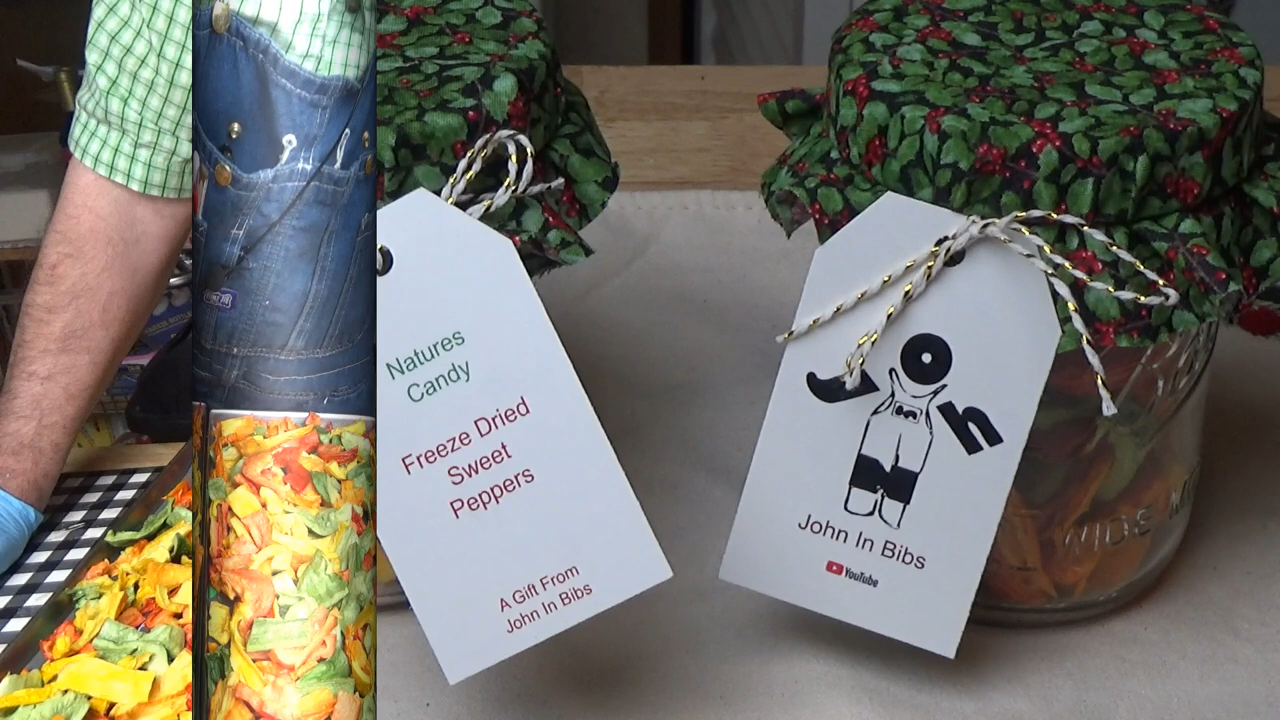 Natures
Candy
Freeze Dried
Sweet
Peppers
A Gift From
John In Bibs
J o h
John In Bibs
YouTube
WIDE M